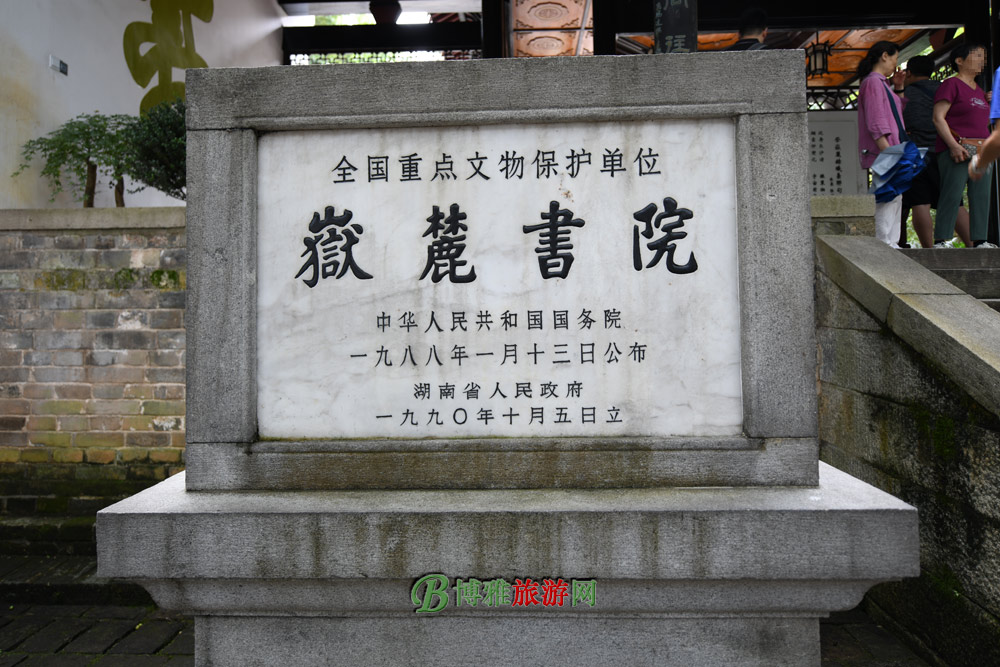 全国重点文物保护单位
嶽麓書院
中华人民共和国国务院
一九八八年一月十三日公布
湖南省人民政府
一九九〇年十月五日立
B博雅旅游网